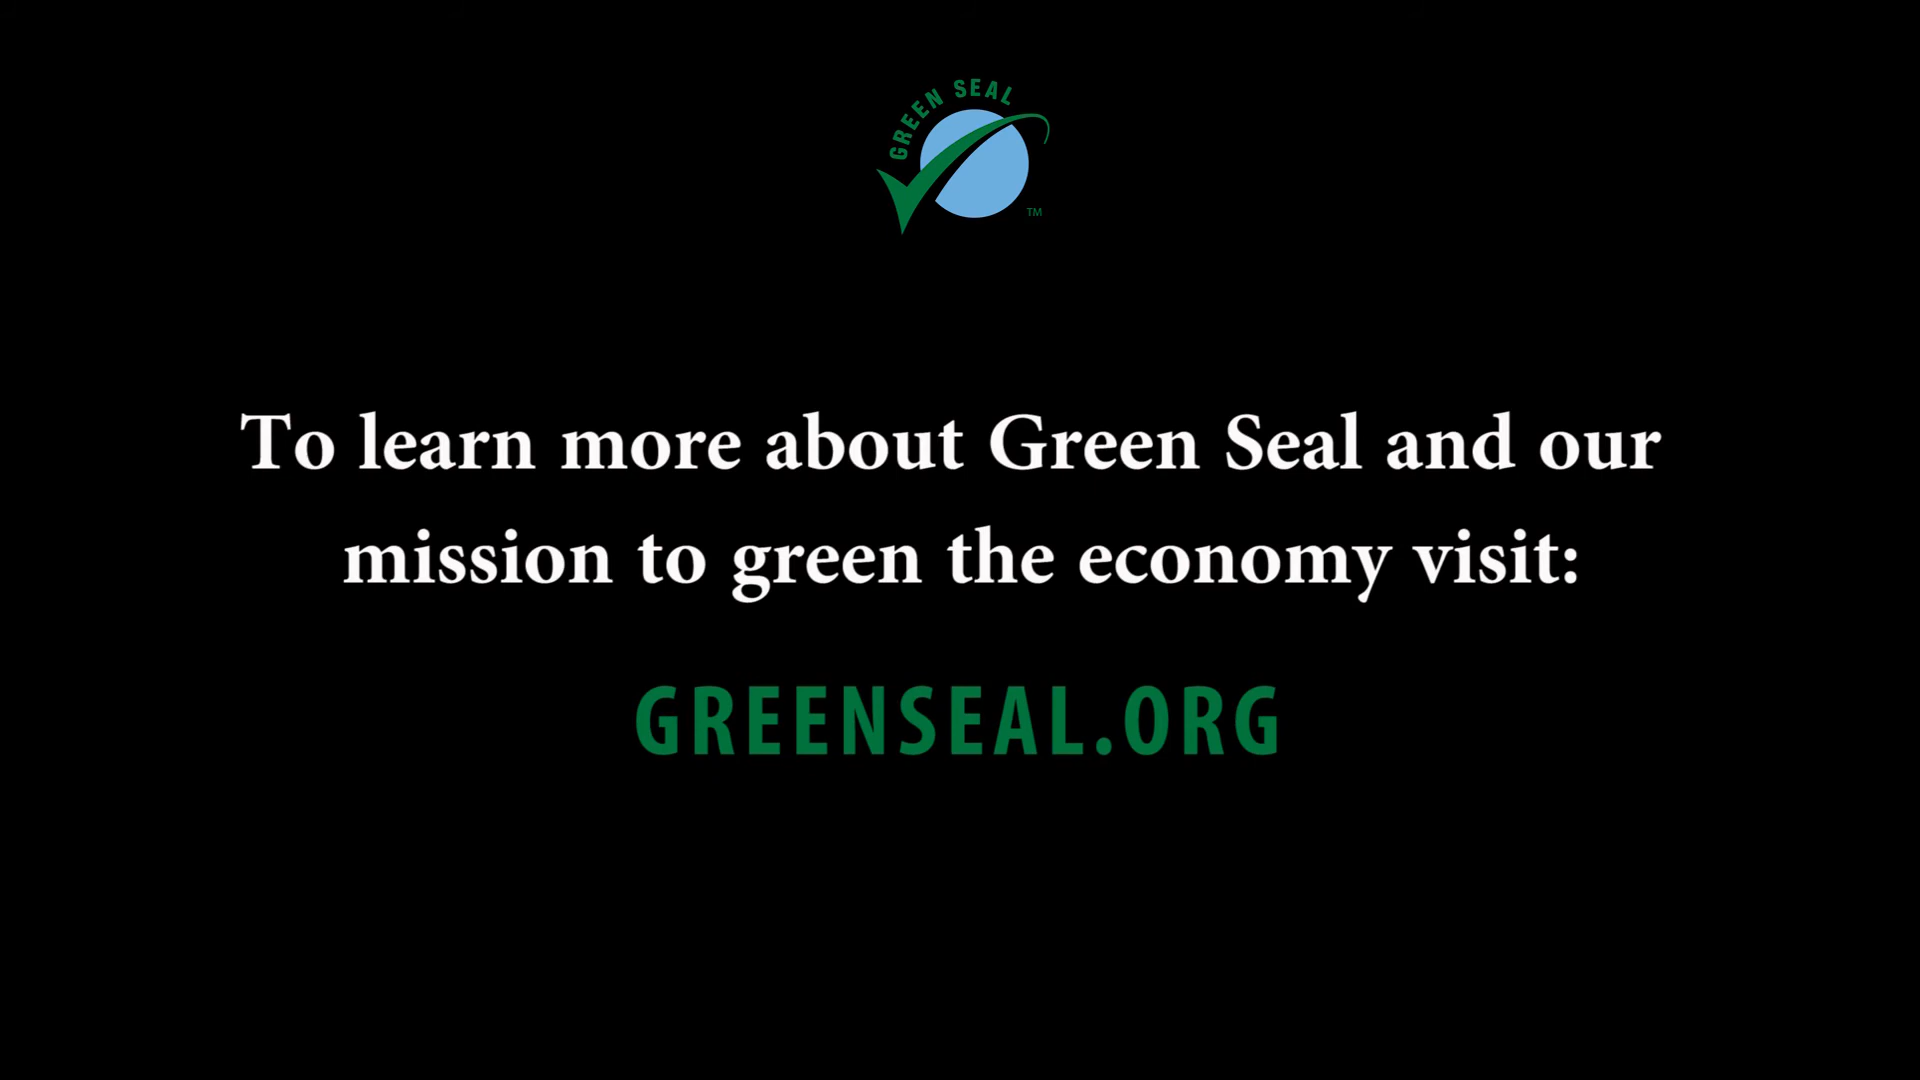 GREEN SEAL
TM
To learn more about Green Seal and our
mission to green the economy visit:
GREENSEAL.ORG